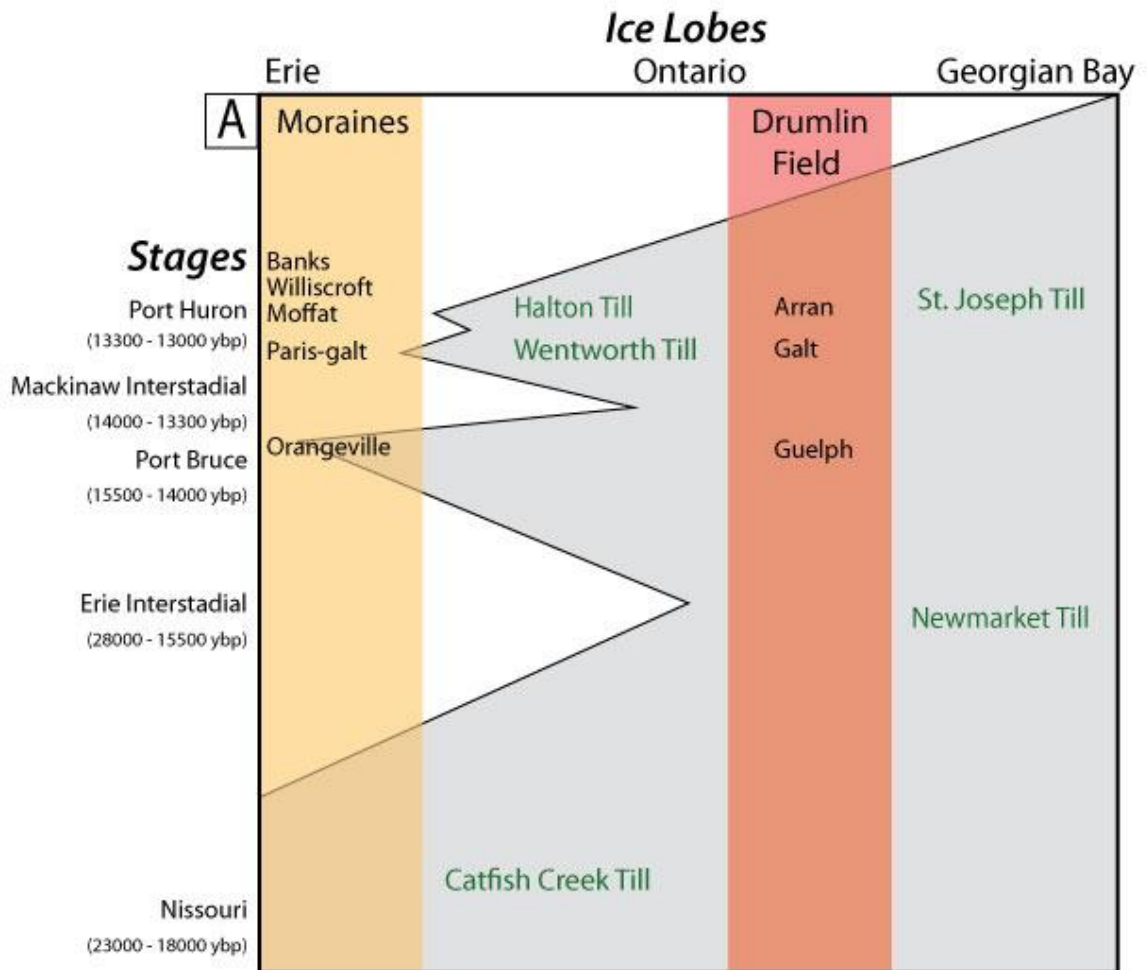 Ice Lobes
Erie Ontario Georgian Bay
A
Moraines
Drumlin
Field
Stages
Banks
Williscroft
Moffat
Port Huron
(13300 - 13000 ybp)
Paris-galt
Halton Till
Wentworth Till
Arran
Galt
St. Joseph Till
Mackinaw Interstadial
(14000 - 13300 ybp)
Orangeville
Guelph
Port Bruce
(15500 - 14000 ybp)
Erie Interstadial
(28000 - 15500 ybp)
Newmarket Till
Catfish Creek Till
Nissouri
(23000 - 18000 ybp)